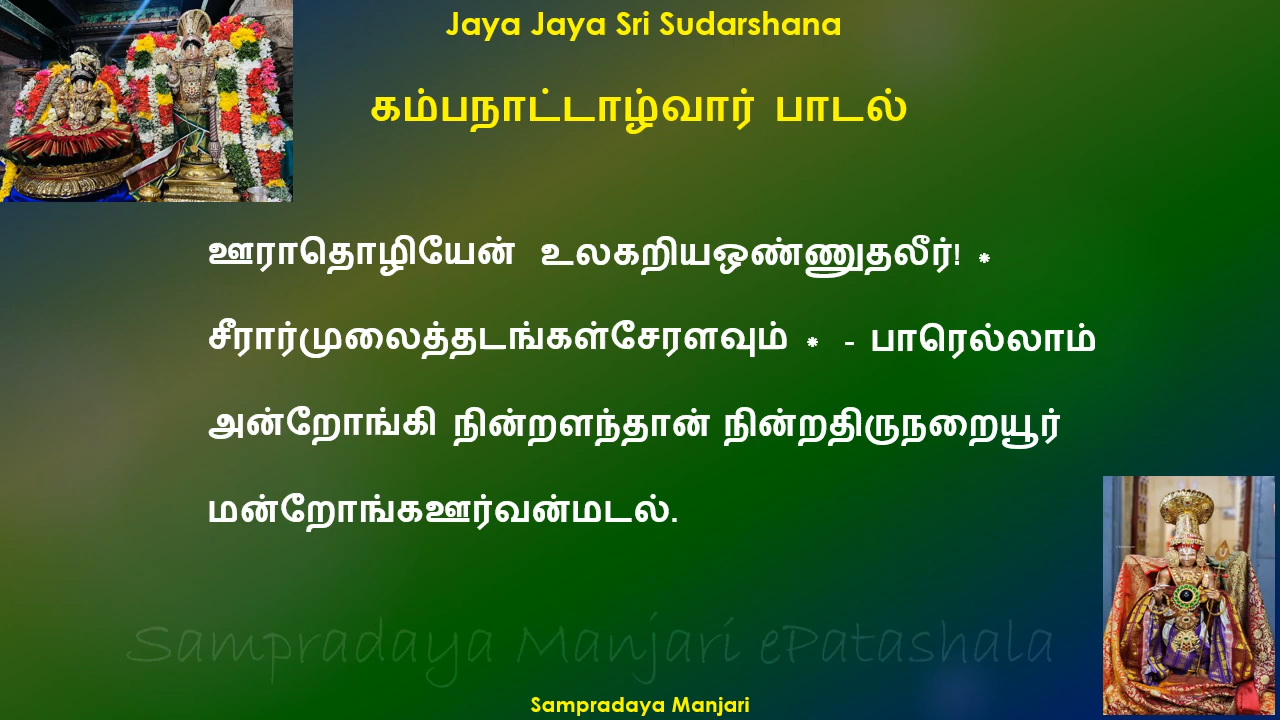 Jaya Jaya Sri Sudarshana
கம்பநாட்டாழ்வார் பாடல்
ஊராதொழியேன் உலகறியஒண்ணுதலீர்! *
சீரார்முலைத்தடங்கள்சேரளவும் * - பாரெல்லாம்
அன்றோங்கி நின்றளந்தான் நின்றதிருநறையூர்
மன்றோங்கஊர்வன்மடல்.
Sampradaya Manjari ePatashala
Sampradaya Manjari